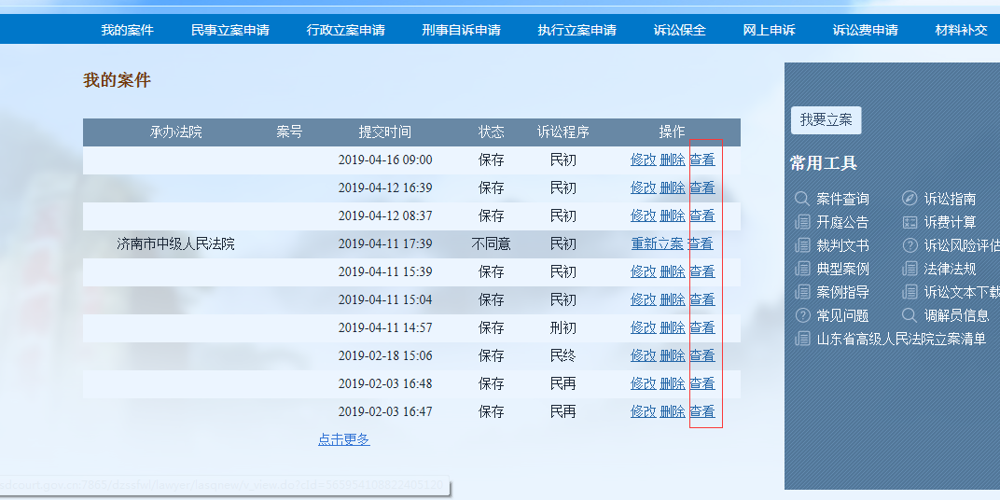 我的案件 民事立案申请 行政立案申请 刑事自诉申请 执行立案申请 诉讼保全 网上申诉 诉讼费申请 材料补交
我的案件
承办法院 案号 提交时间 状态 诉讼程序 操作
2019-04-16 09:00 保存 民初 修改 删除 查看
2019-04-12 16:39 保存 民初 修改 删除 查看
2019-04-12 08:37 保存 民初 修改 删除 查看
济南市中级人民法院 2019-04-11 17:39 不同意 民初 重新立案 查看
2019-04-11 15:39 保存 民初 修改 删除 查看
2019-04-11 15:04 保存 民初 修改 删除 查看
2019-04-11 14:57 保存 刑初 修改 删除 查看
2019-02-18 15:06 保存 民终 修改 删除 查看
2019-02-03 16:48 保存 民再 修改 删除 查看
2019-02-03 16:47 保存 民再 修改 删除 查看
点击更多
我要立案
常用工具
案件查询 诉讼指南
开庭公告 诉费计算
裁判文书 诉讼风险评估
典型案例 法律法规
案例指导 诉讼文本下载
常见问题 调解员信息
山东省高级人民法院立案清单